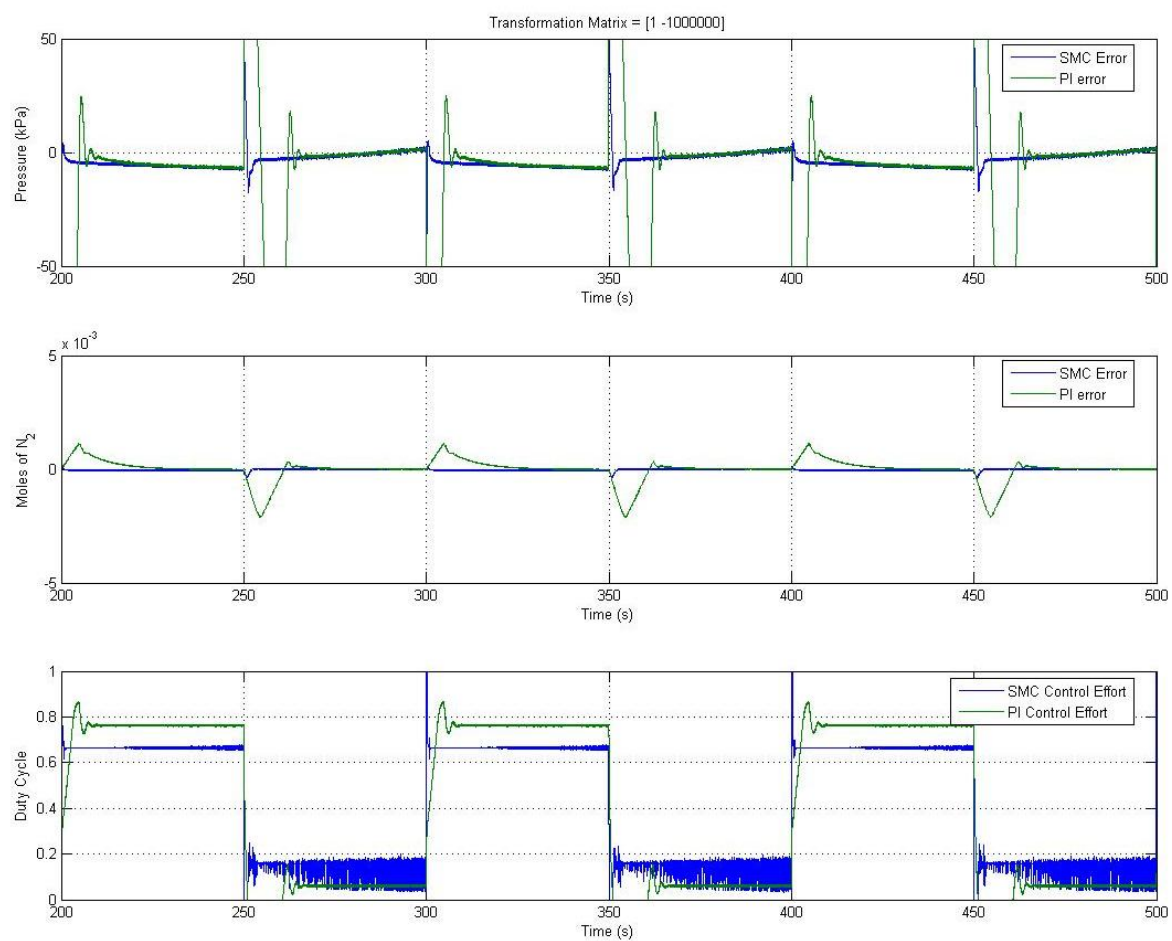 Transformation Matrix = [1 -1000000]
50
0
-50
Pressure (kPa)
SMC Error
PI error
200 250 300 350 400 450 500
Time (s)
x 10^-3
5
0
-5
Moles of N_2
SMC Error
PI error
200 250 300 350 400 450 500
Time (s)
1
0.8
0.6
0.4
0.2
0
Duty Cycle
SMC Control Effort
PI Control Effort
200 250 300 350 400 450 500
Time (s)